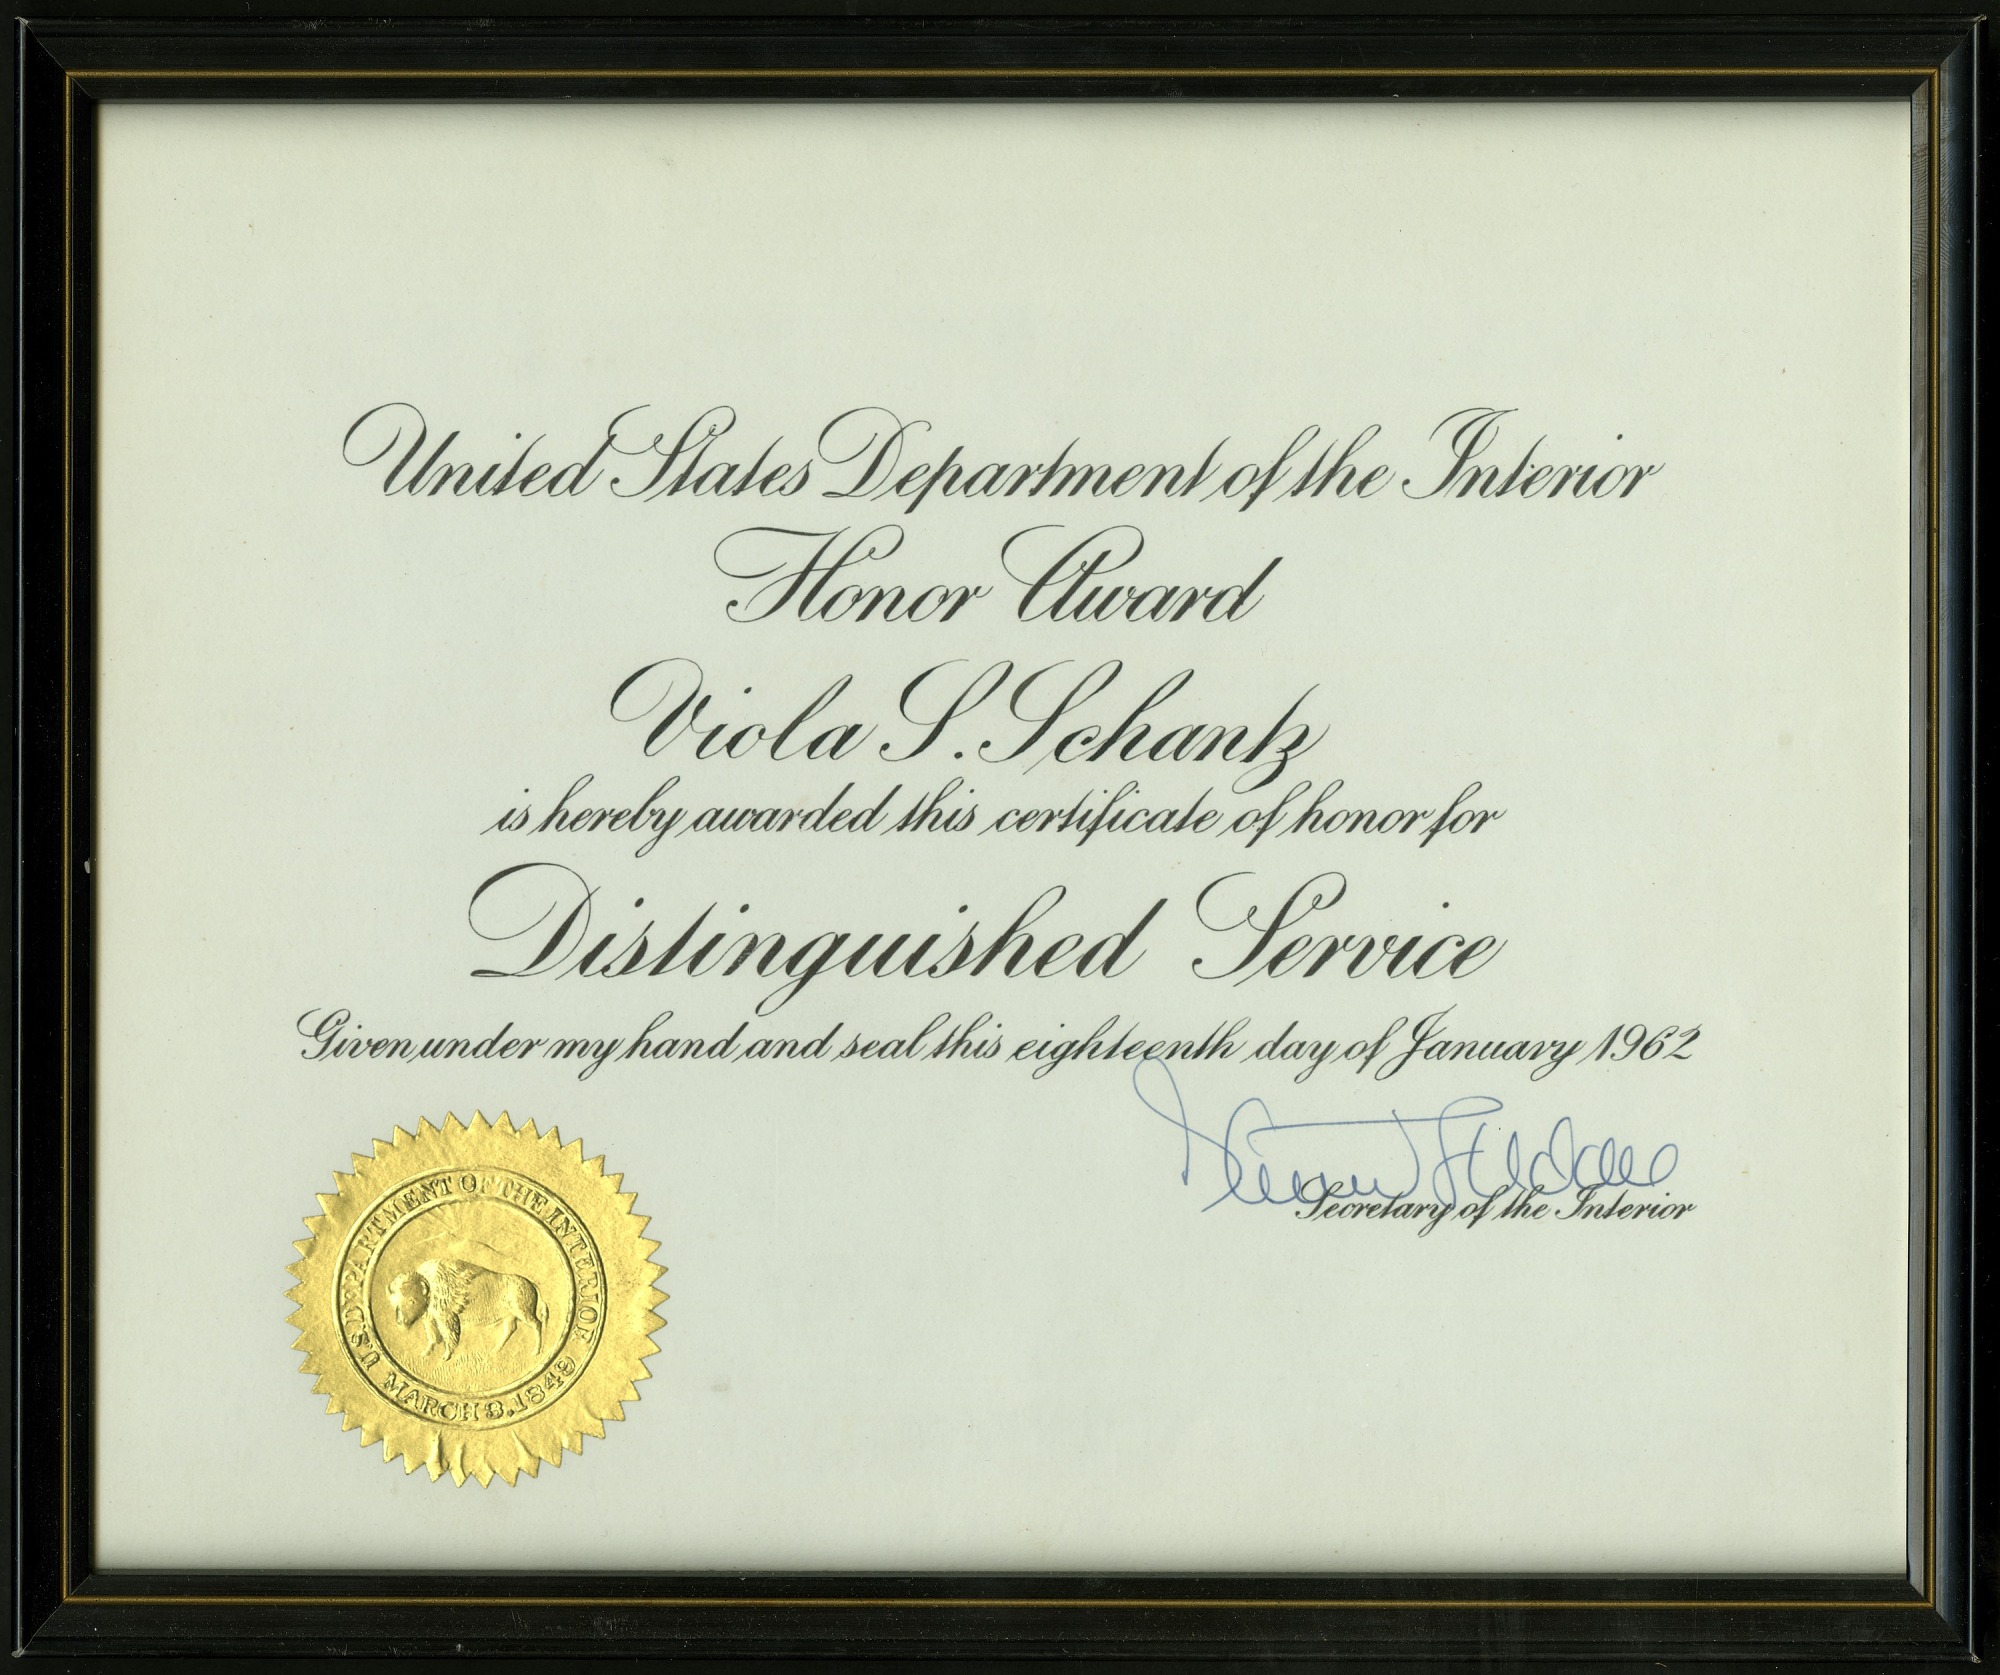 United States Department of the Interior
Honor Award
Viola S. Schantz
is hereby awarded this certificate of honor for
Distinguished Service
Given under my hand and seal this eighteenth day of January 1962
Secretary of the Interior
U.S. DEPARTMENT OF THE INTERIOR
MARCH 3, 1849